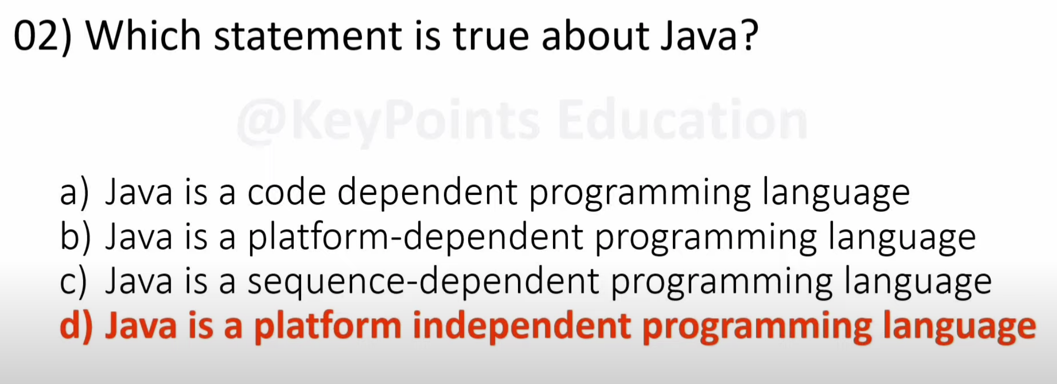 02) Which statement is true about Java?
@KeyPoints Education
a) Java is a code dependent programming language
b) Java is a platform-dependent programming language
c) Java is a sequence-dependent programming language
d) Java is a platform independent programming language